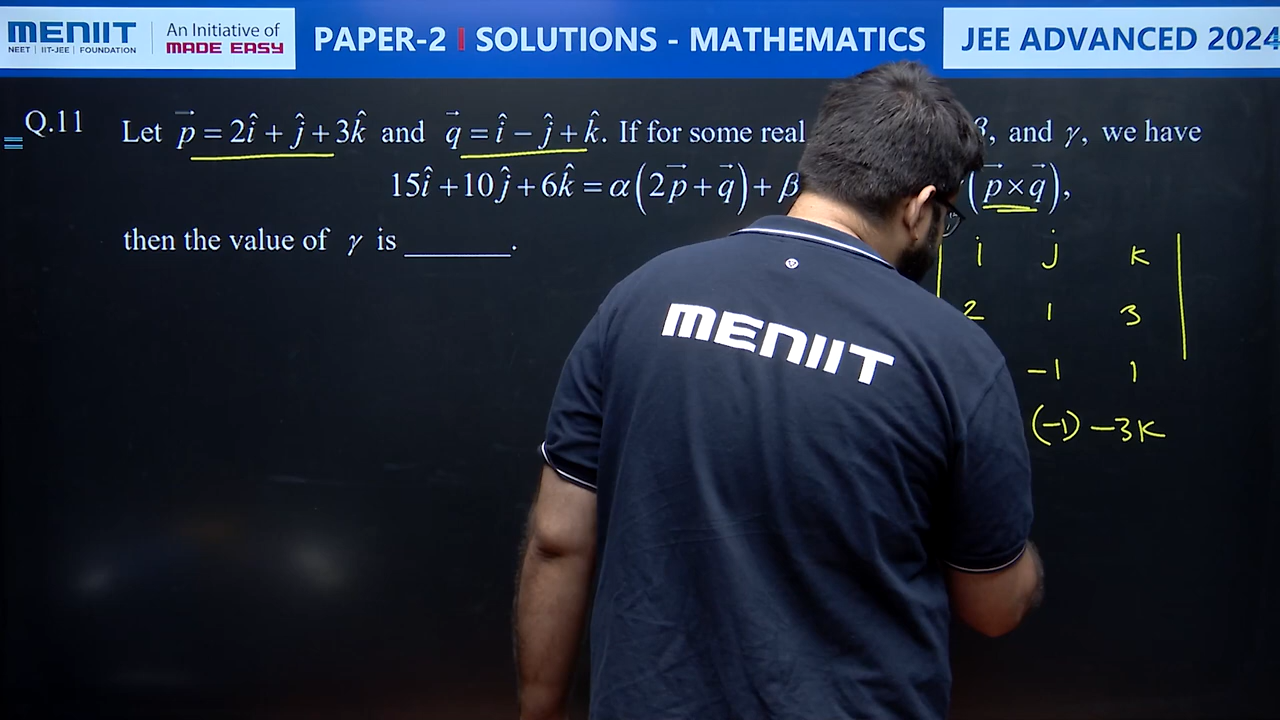 MENIIT
NEET | IIT-JEE | FOUNDATION
An Initiative of
MADE EASY
PAPER-2 | SOLUTIONS - MATHEMATICS
JEE ADVANCED 2024
Q.11 Let p⃗ = 2î + ĵ + 3k̂ and q⃗ = î − ĵ + k̂. If for some real β, and γ, we have
15î + 10ĵ + 6k̂ = α(2p⃗ + q⃗) + β (p⃗ × q⃗),
then the value of γ is ______.
i j k
2 1 3
-1 1
(-1) -3k
MENIIT